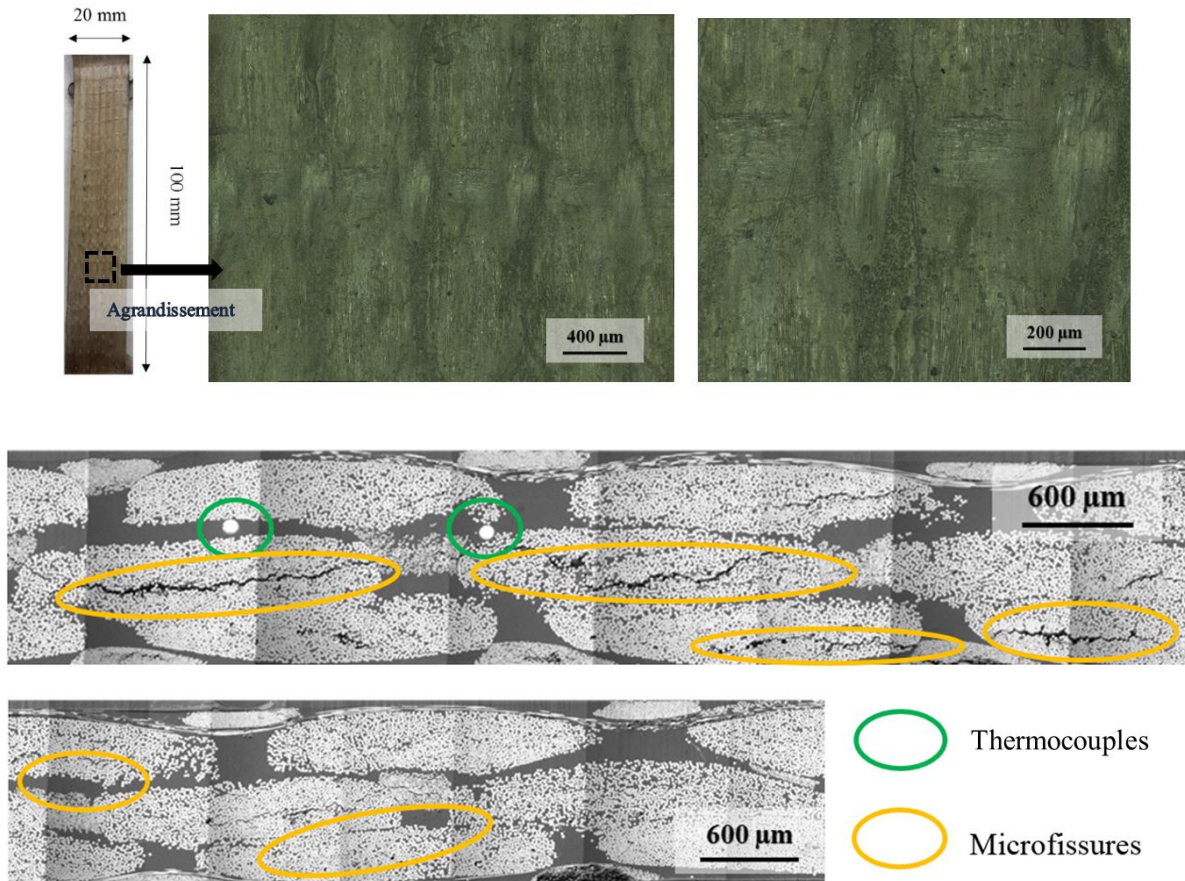 20 mm
100 mm
Agrandissement
400 µm
200 µm
600 µm
600 µm
Thermocouples
Microfissures